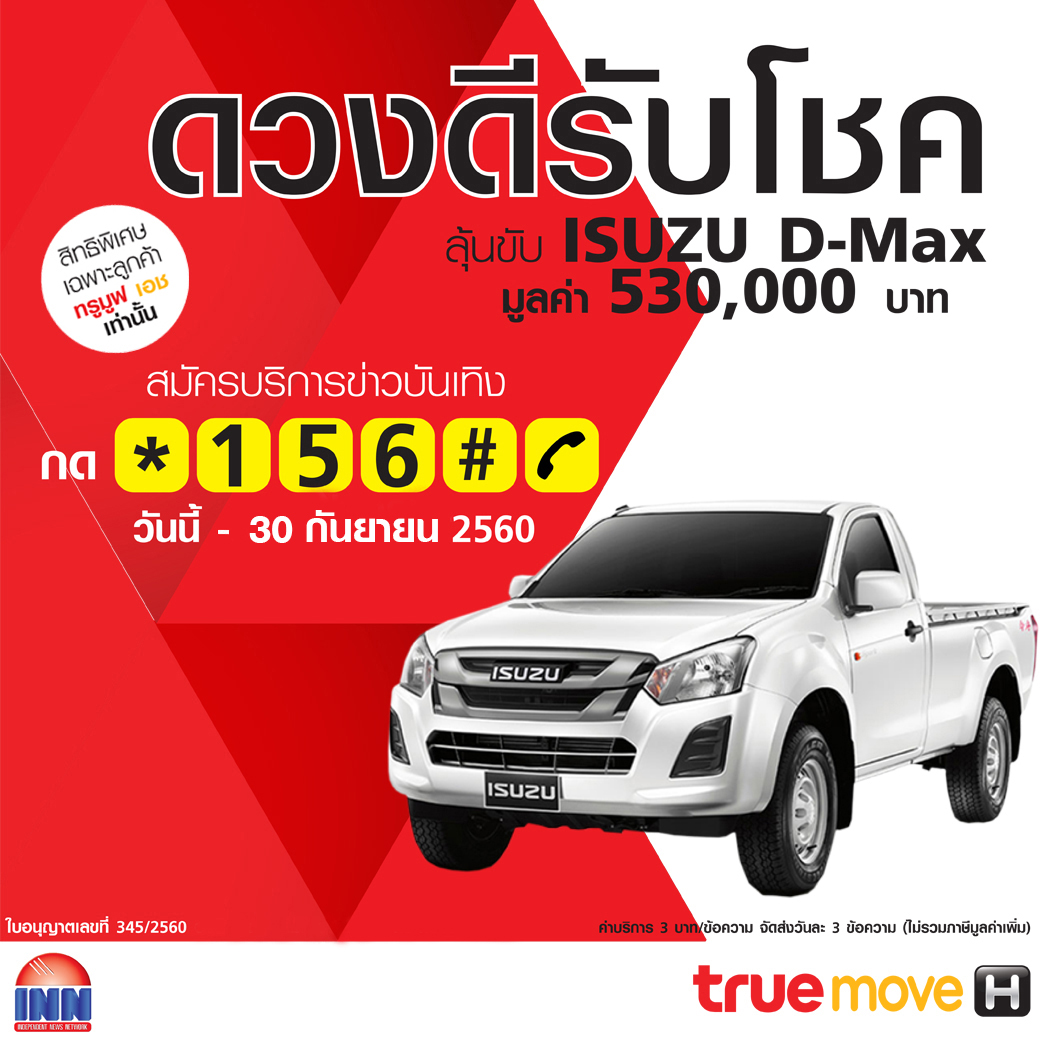 ดวงดีรับโชค
ลุ้นขับ ISUZU D-Max
มูลค่า 530,000 บาท
สิทธิพิเศษ
เฉพาะลูกค้า
ทรูมูฟ เอช
เท่านั้น
สมัครบริการข่าวบันเทิง
กด *156#
วันนี้ - 30 กันยายน 2560
ISUZU
ISUZU
ใบอนุญาตเลขที่ 345/2560
ค่าบริการ 3 บาท/ข้อความ จัดส่งวันละ 3 ข้อความ (ไม่รวมภาษีมูลค่าเพิ่ม)
INN
INDEPENDENT NEWS NETWORK
truemove H